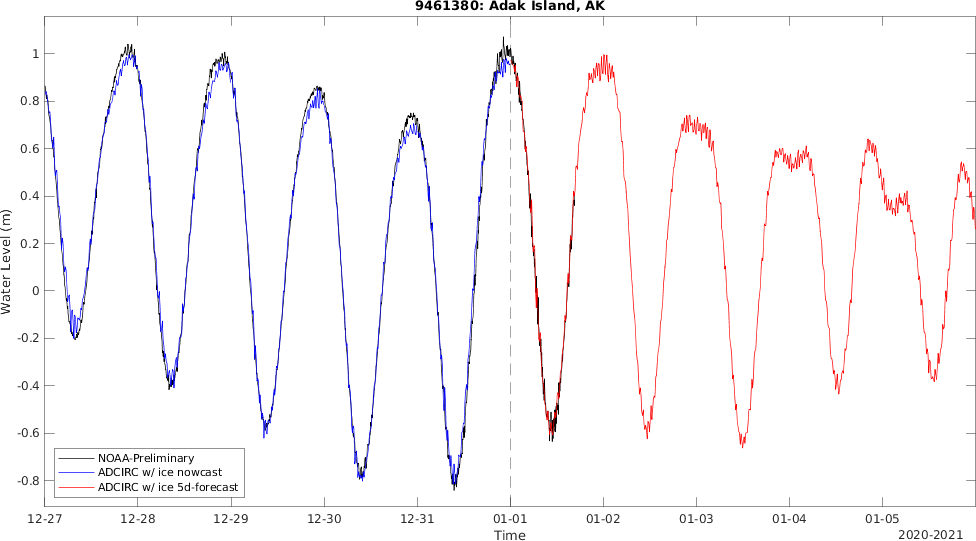 9461380: Adak Island, AK
Water Level (m)
1
0.8
0.6
0.4
0.2
0
-0.2
-0.4
-0.6
-0.8
NOAA-Preliminary
ADCIRC w/ ice nowcast
ADCIRC w/ ice 5d-forecast
12-27 12-28 12-29 12-30 12-31 01-01 01-02 01-03 01-04 01-05
Time
2020-2021